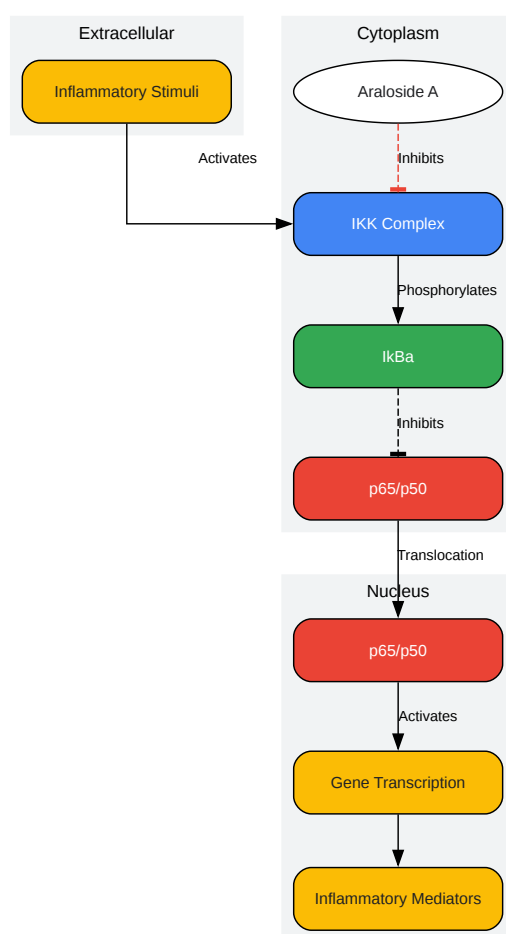 Extracellular
Cytoplasm
Inflammatory Stimuli
Araloside A
Activates
Inhibits
IKK Complex
Phosphorylates
IkBa
Inhibits
p65/p50
Translocation
Nucleus
p65/p50
Activates
Gene Transcription
Inflammatory Mediators